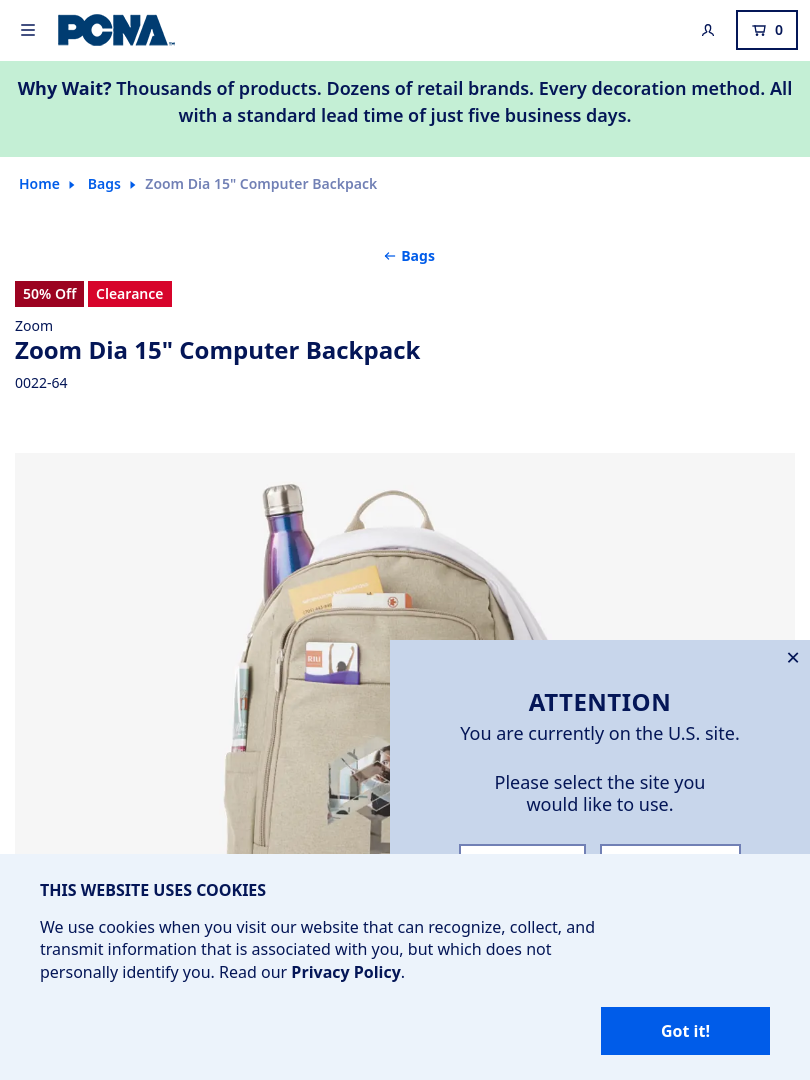 PCNA
0
Why Wait? Thousands of products. Dozens of retail brands. Every decoration method. All
with a standard lead time of just five business days.
Home
Bags
Zoom Dia 15" Computer Backpack
← Bags
50% Off
Clearance
Zoom
Zoom Dia 15" Computer Backpack
0022-64
ATTENTION
You are currently on the U.S. site.
Please select the site you
would like to use.
THIS WEBSITE USES COOKIES
We use cookies when you visit our website that can recognize, collect, and
transmit information that is associated with you, but which does not
personally identify you. Read our Privacy Policy.
Got it!